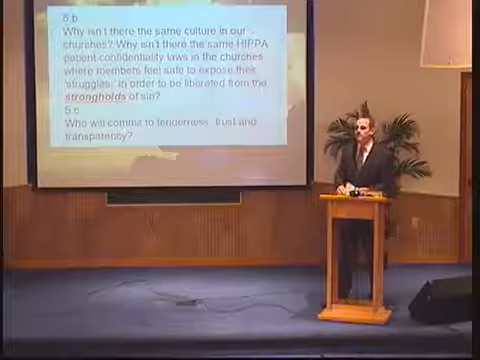 5.b
Why isn't there the same culture in our
churches? Why isn't there the same HIPPA
patient confidentiality laws in the churches
where members feel safe to expose their
'struggles,' in order to be liberated from the
strongholds of sin?
5.c
Who will commit to tenderness, trust and
transparency?